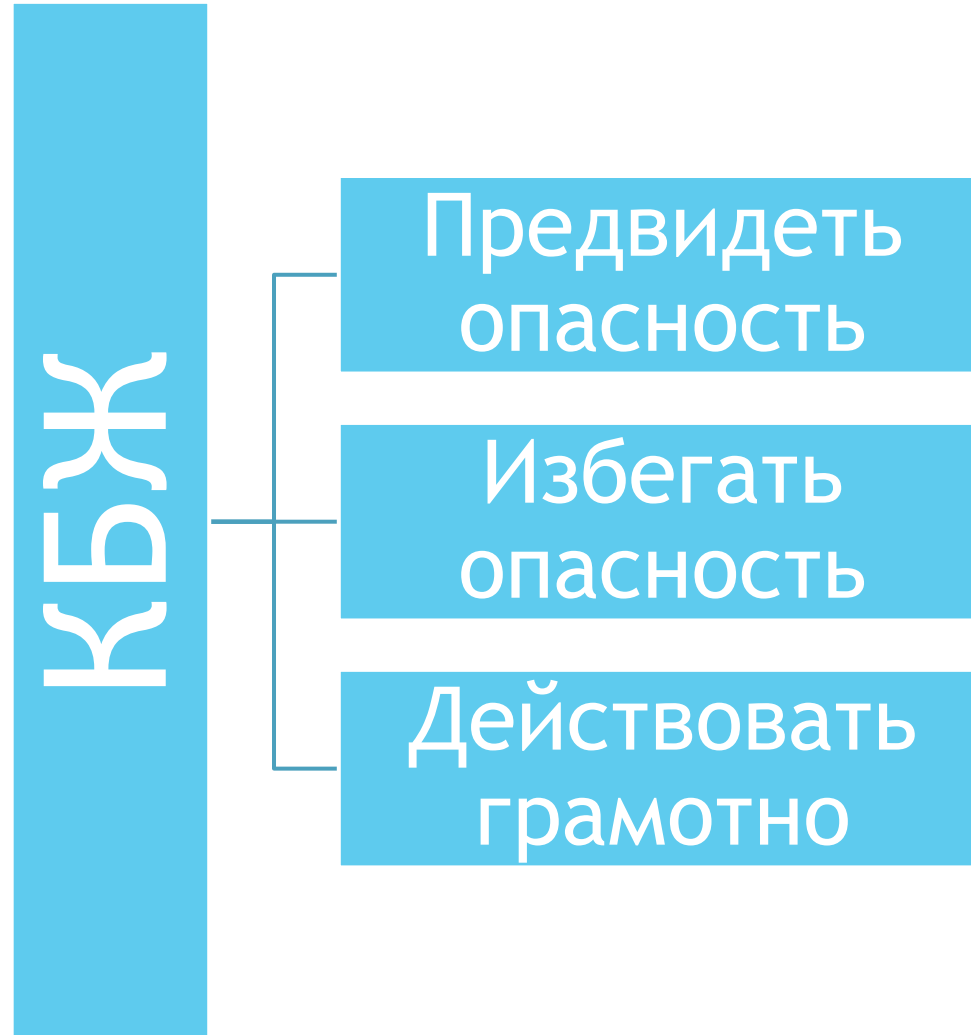 КБЖ
Предвидеть
опасность
Избегать
опасность
Действовать
грамотно